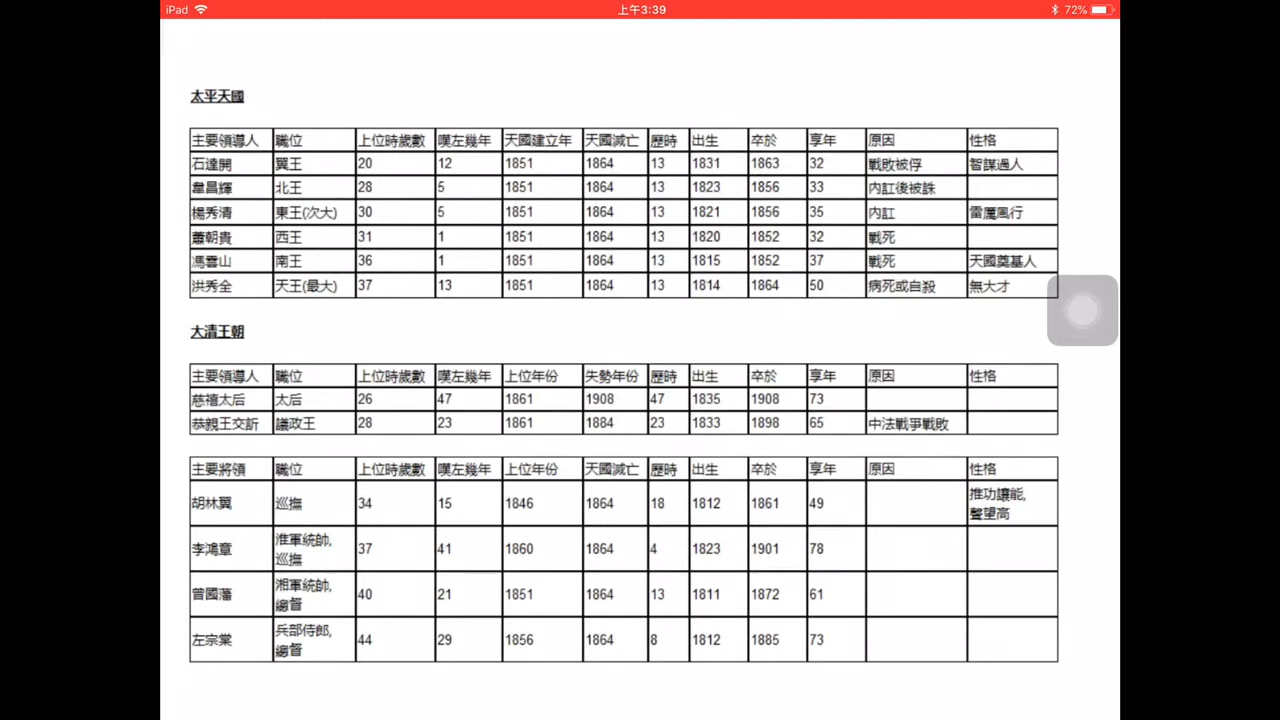 iPad 上午3:39 72%
太平天國
主要領導人 職位 上位時歲數 嘆左幾年 天國建立年 天國滅亡 歷時 出生 卒於 享年 原因 性格
石達開 翼王 20 12 1851 1864 13 1831 1863 32 戰敗被俘 智謀過人
韋昌輝 北王 28 5 1851 1864 13 1823 1856 33 內訌後被誅
楊秀清 東王(次大) 30 5 1851 1864 13 1821 1856 35 內訌 雷厲風行
蕭朝貴 西王 31 1 1851 1864 13 1820 1852 32 戰死
馮雲山 南王 36 1 1851 1864 13 1815 1852 37 戰死 天國奠基人
洪秀全 天王(最大) 37 13 1851 1864 13 1814 1864 50 病死或自殺 無大才
大清王朝
主要領導人 職位 上位時歲數 嘆左幾年 上位年份 失勢年份 歷時 出生 卒於 享年 原因 性格
慈禧太后 太后 26 47 1861 1908 47 1835 1908 73
恭親王交訢 議政王 28 23 1861 1884 23 1833 1898 65 中法戰爭戰敗
主要將領 職位 上位時歲數 嘆左幾年 上位年份 天國滅亡 歷時 出生 卒於 享年 原因 性格
胡林翼 巡撫 34 15 1846 1864 18 1812 1861 49 推功讓能,
聲望高
李鴻章 淮軍統帥, 37 41 1860 1864 4 1823 1901 78
巡撫
曾國藩 湘軍統帥, 40 21 1851 1864 13 1811 1872 61
總督
左宗棠 兵部侍郎, 44 29 1856 1864 8 1812 1885 73
總督